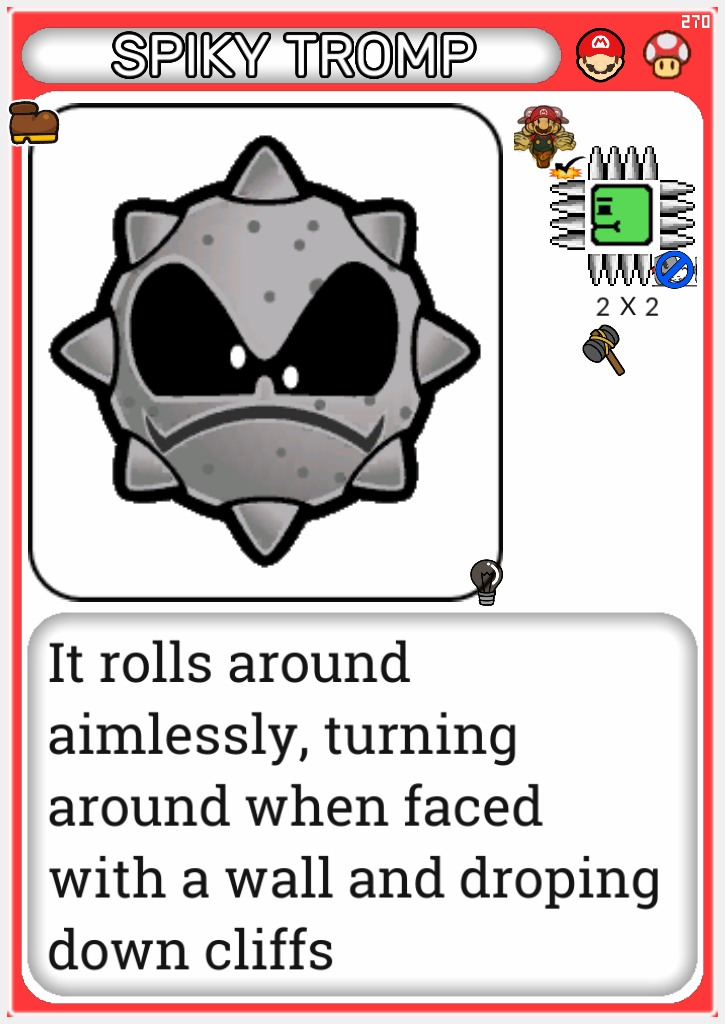 270
SPIKY TROMP
2 X 2
It rolls around
aimlessly, turning
around when faced
with a wall and droping
down cliffs